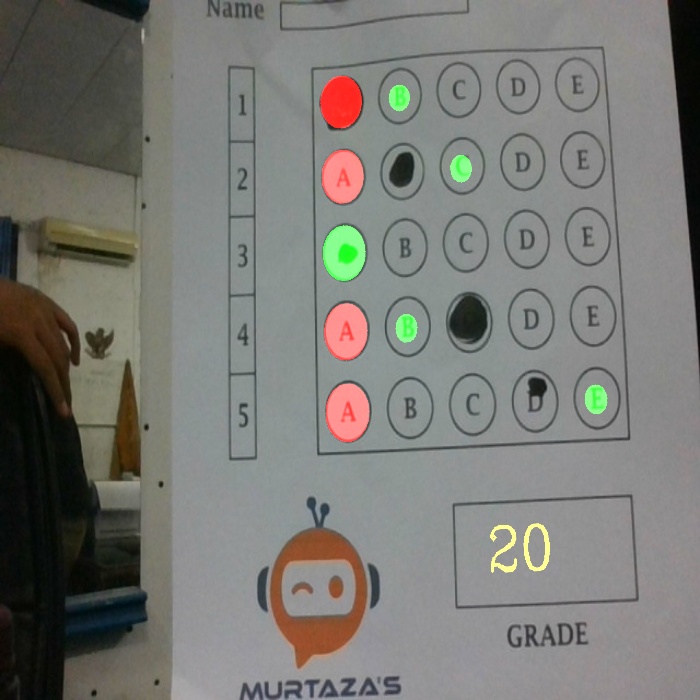 Name
1 B C D E
2 A C D E
3 B C D E
4 A B D E
5 A B C D E
20
GRADE
MURTAZA'S